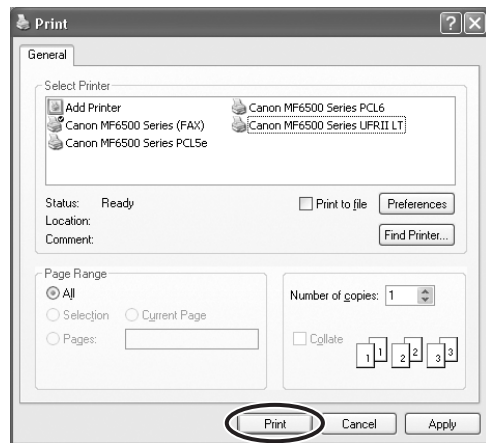 Print
General
Select Printer
Add Printer
Canon MF6500 Series PCL6
Canon MF6500 Series (FAX)
Canon MF6500 Series UFRII LT
Canon MF6500 Series PCL5e
Status: Ready
Print to file
Preferences
Location:
Comment:
Find Printer...
Page Range
All
Number of copies: 1
Selection
Current Page
Pages:
Collate
1 1 2 2 3 3
Print
Cancel
Apply